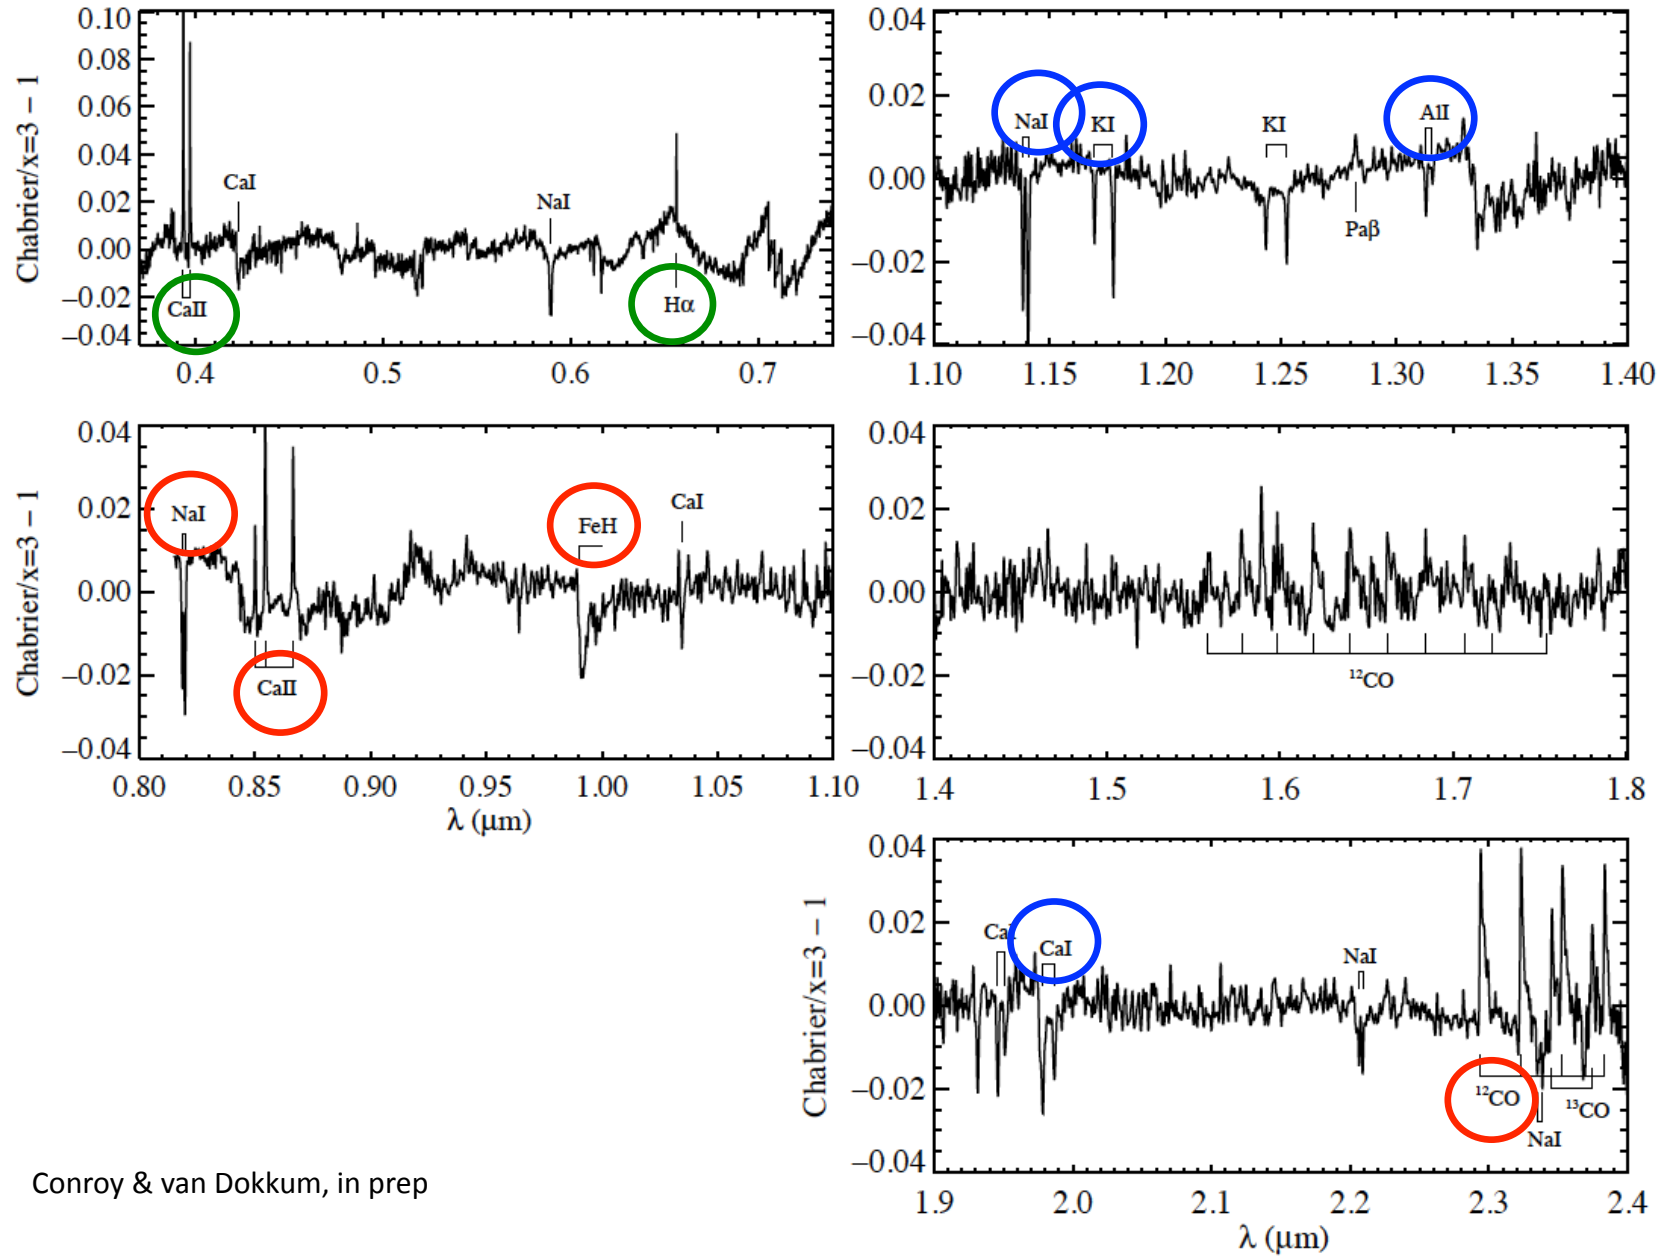 Chabrier/x=3 − 1
0.10
0.08
0.06
0.04
0.02
0.00
−0.02
−0.04
CaI
NaI
CaII
Hα
0.4 0.5 0.6 0.7
0.04
0.02
0.00
−0.02
−0.04
NaI
KI
KI
AlI
Paβ
1.10 1.15 1.20 1.25 1.30 1.35 1.40
Chabrier/x=3 − 1
0.04
0.02
0.00
−0.02
−0.04
NaI
CaII
FeH
CaI
0.80 0.85 0.90 0.95 1.00 1.05 1.10
λ (μm)
0.04
0.02
0.00
−0.02
−0.04
¹²CO
1.4 1.5 1.6 1.7 1.8
Chabrier/x=3 − 1
0.04
0.02
0.00
−0.02
−0.04
CaI
CaI
NaI
¹²CO
¹³CO
NaI
1.9 2.0 2.1 2.2 2.3 2.4
λ (μm)
Conroy & van Dokkum, in prep